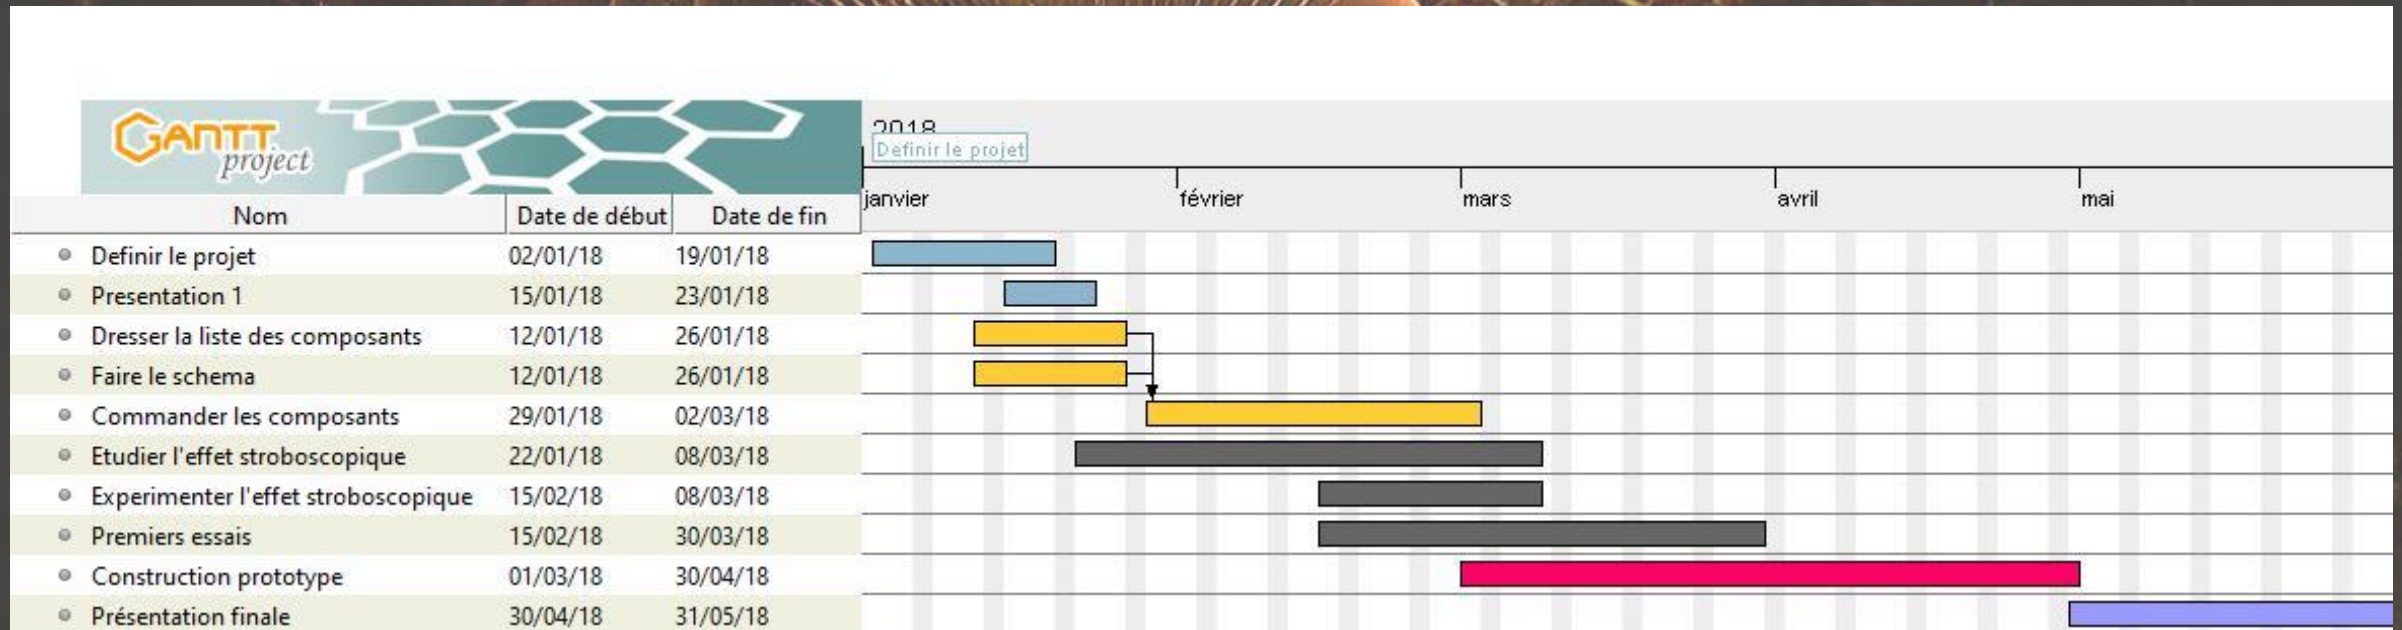 GANTT
project
2018
Definir le projet
janvier février mars avril mai
Nom Date de début Date de fin
Definir le projet 02/01/18 19/01/18
Presentation 1 15/01/18 23/01/18
Dresser la liste des composants 12/01/18 26/01/18
Faire le schema 12/01/18 26/01/18
Commander les composants 29/01/18 02/03/18
Etudier l'effet stroboscopique 22/01/18 08/03/18
Experimenter l'effet stroboscopique 15/02/18 08/03/18
Premiers essais 15/02/18 30/03/18
Construction prototype 01/03/18 30/04/18
Présentation finale 30/04/18 31/05/18